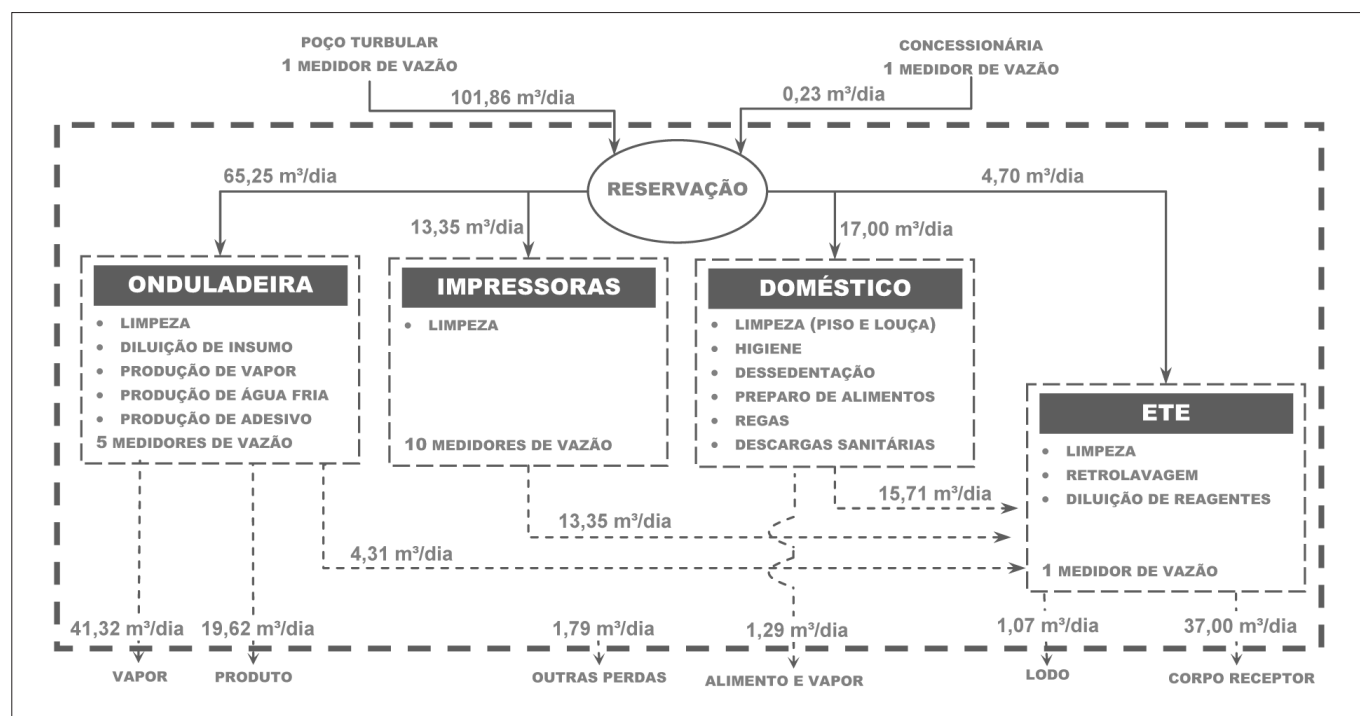 POÇO TURBULAR
1 MEDIDOR DE VAZÃO
CONCESSIONÁRIA
1 MEDIDOR DE VAZÃO
101,86 m³/dia
0,23 m³/dia
RESERVAÇÃO
65,25 m³/dia
4,70 m³/dia
13,35 m³/dia
17,00 m³/dia
ONDULADEIRA
• LIMPEZA
• DILUIÇÃO DE INSUMO
• PRODUÇÃO DE VAPOR
• PRODUÇÃO DE ÁGUA FRIA
• PRODUÇÃO DE ADESIVO
5 MEDIDORES DE VAZÃO
IMPRESSORAS
• LIMPEZA
10 MEDIDORES DE VAZÃO
DOMÉSTICO
• LIMPEZA (PISO E LOUÇA)
• HIGIENE
• DESSEDENTAÇÃO
• PREPARO DE ALIMENTOS
• REGAS
• DESCARGAS SANITÁRIAS
ETE
• LIMPEZA
• RETROLAVAGEM
• DILUIÇÃO DE REAGENTES
1 MEDIDOR DE VAZÃO
15,71 m³/dia
13,35 m³/dia
4,31 m³/dia
41,32 m³/dia
19,62 m³/dia
1,79 m³/dia
1,29 m³/dia
1,07 m³/dia
37,00 m³/dia
VAPOR
PRODUTO
OUTRAS PERDAS
ALIMENTO E VAPOR
LODO
CORPO RECEPTOR